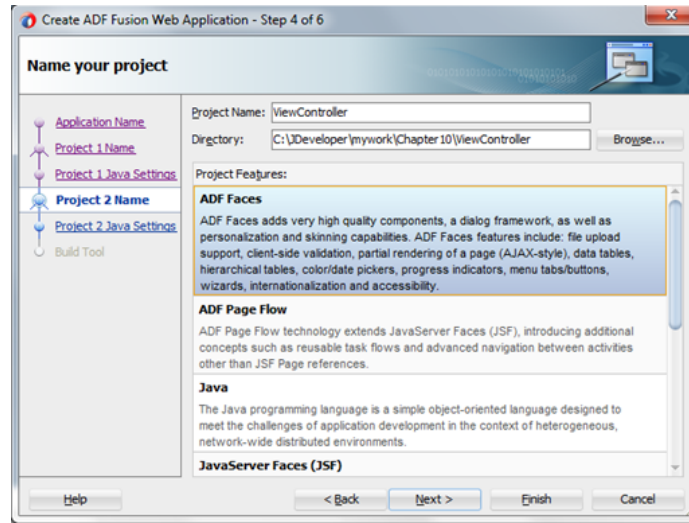 Create ADF Fusion Web Application - Step 4 of 6
Name your project
Application Name
Project 1 Name
Project 1 Java Settings
Project 2 Name
Project 2 Java Settings
Build Tool
Project Name: ViewController
Directory: C:\JDeveloper\mywork\Chapter10\ViewController Browse...
Project Features:
ADF Faces
ADF Faces adds very high quality components, a dialog framework, as well as
personalization and skinning capabilities. ADF Faces features include: file upload
support, client-side validation, partial rendering of a page (AJAX-style), data tables,
hierarchical tables, color/date pickers, progress indicators, menu tabs/buttons,
wizards, internationalization and accessibility.
ADF Page Flow
ADF Page Flow technology extends JavaServer Faces (JSF), introducing additional
concepts such as reusable task flows and advanced navigation between activities
other than JSF Page references.
Java
The Java programming language is a simple object-oriented language designed to
meet the challenges of application development in the context of heterogeneous,
network-wide distributed environments.
JavaServer Faces (JSF)
Help < Back Next > Finish Cancel